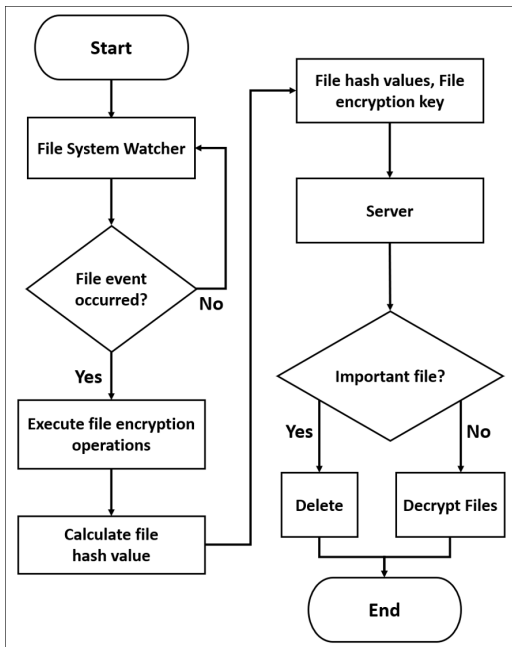 Start
File System Watcher
File event
occurred?
No
Yes
Execute file encryption
operations
Calculate file
hash value
File hash values, File
encryption key
Server
Important file?
Yes
No
Delete
Decrypt Files
End